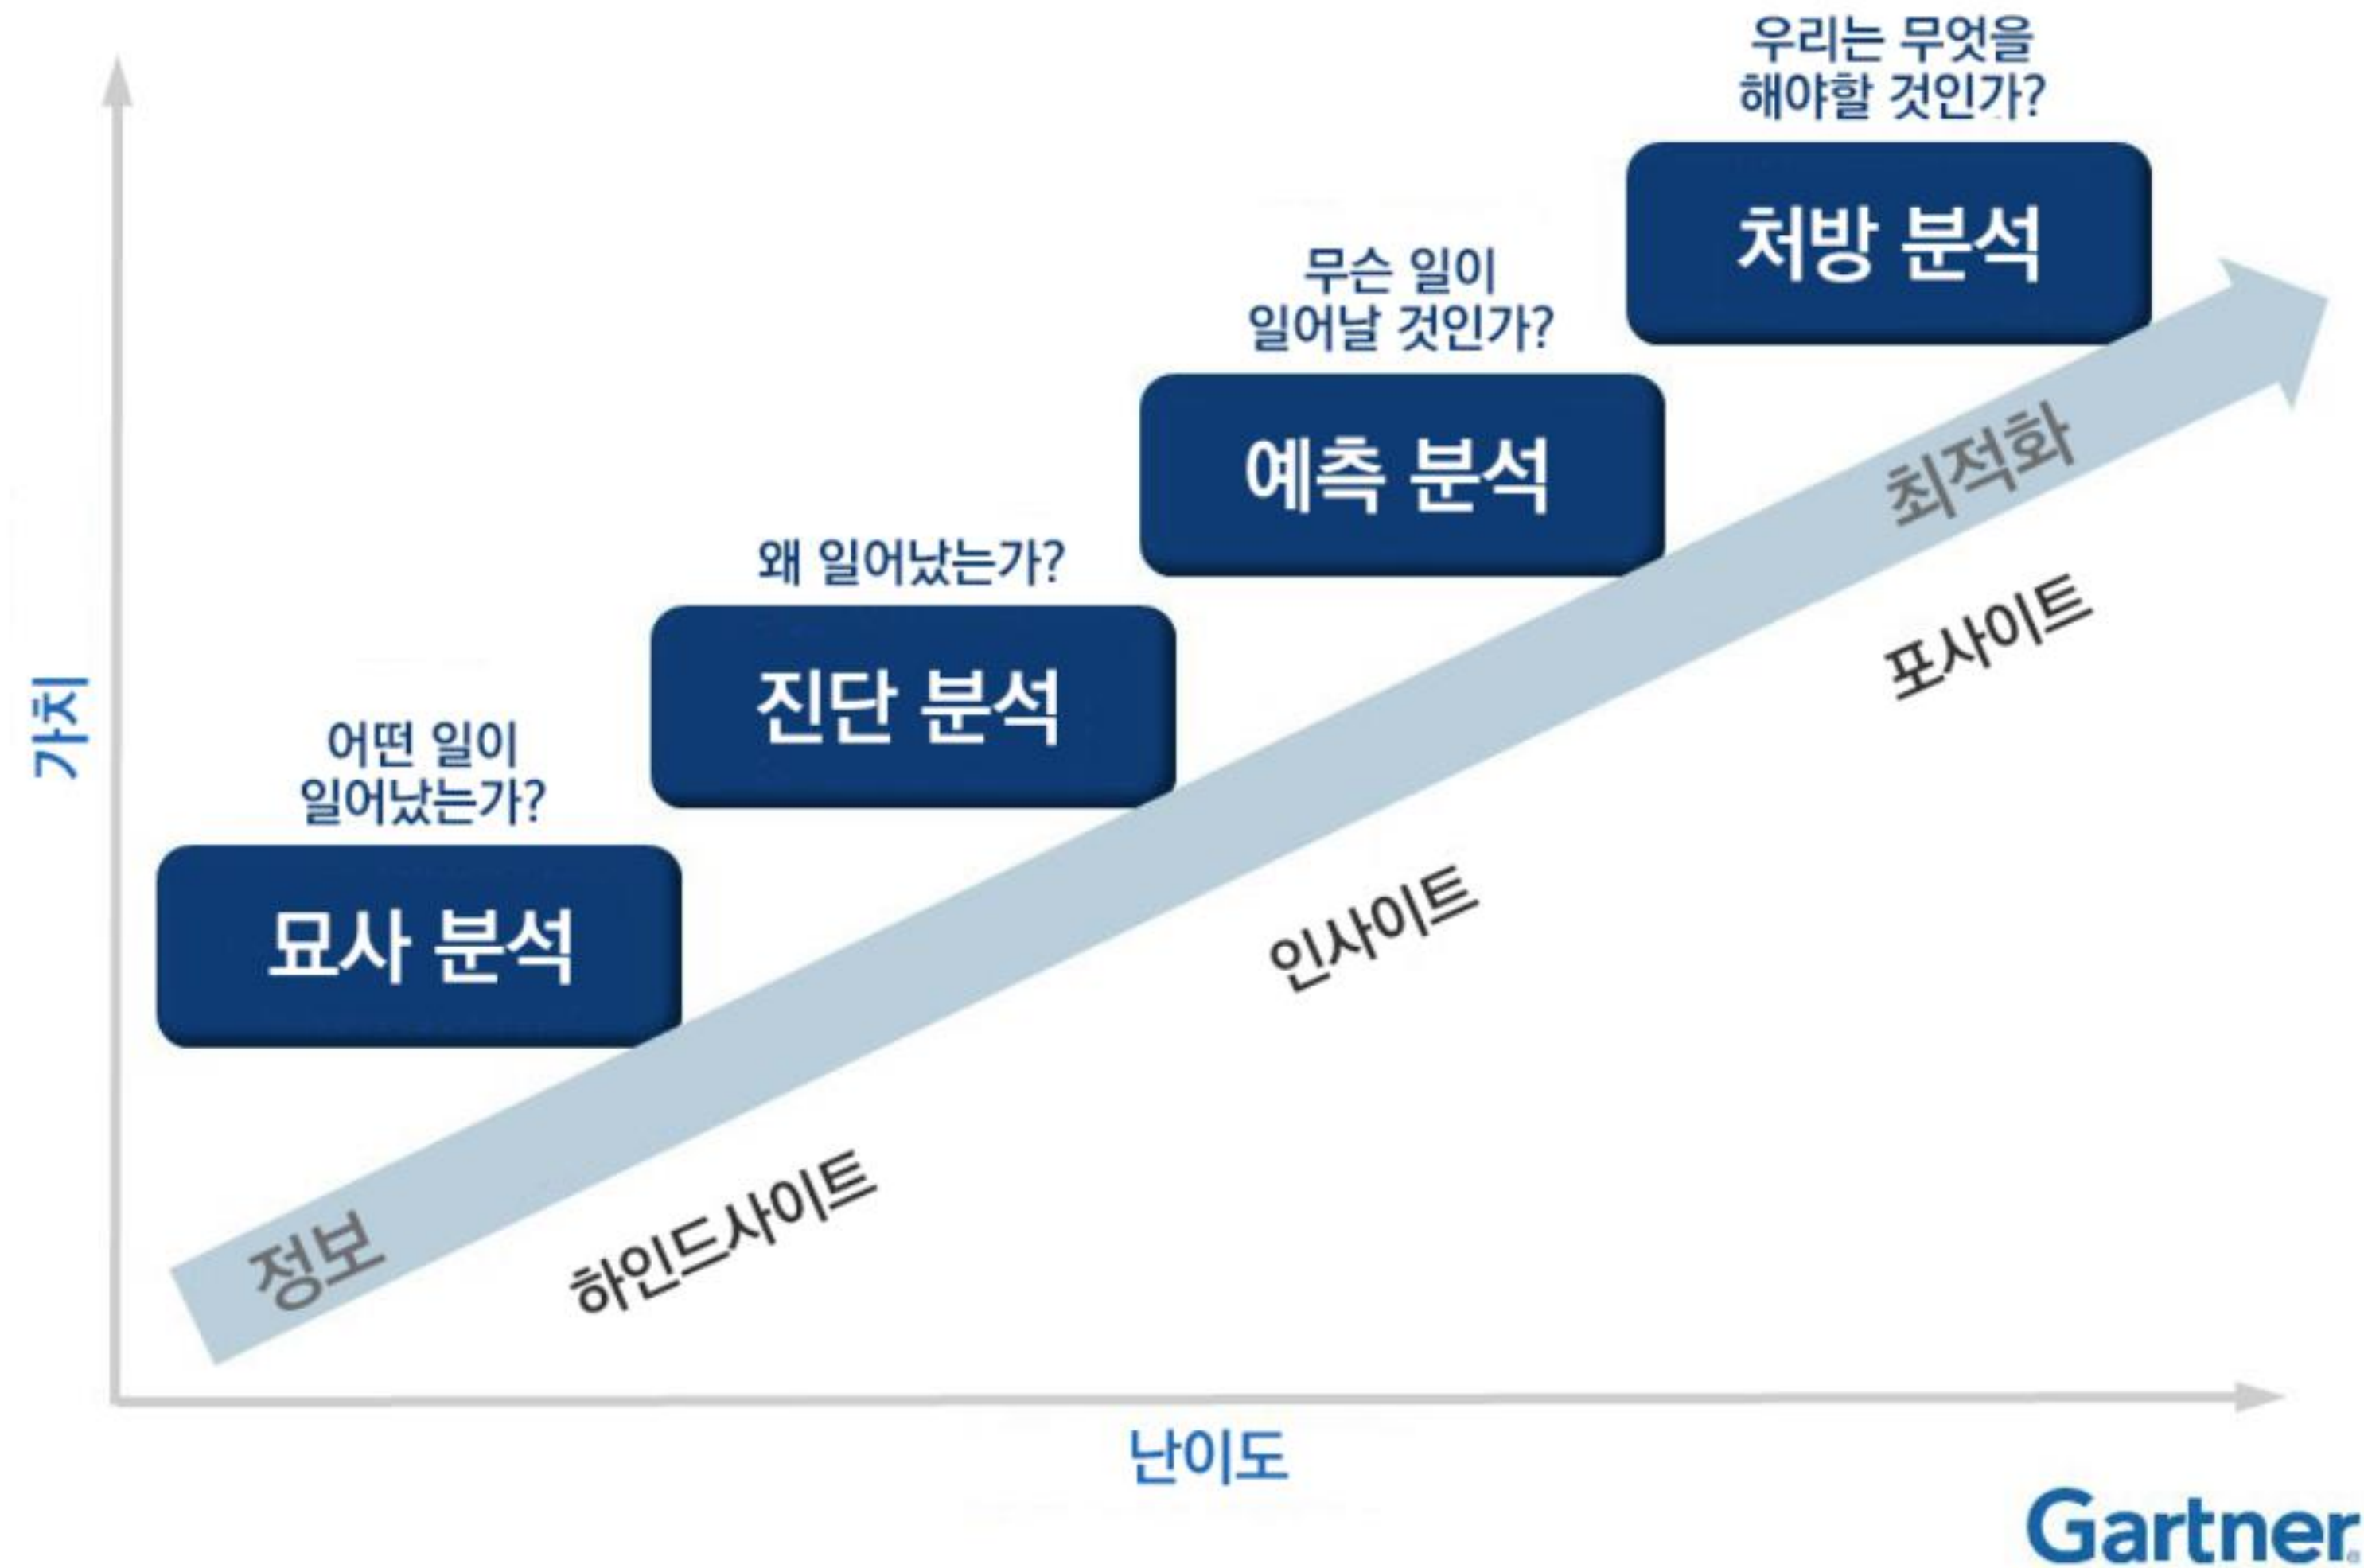 우리는 무엇을
해야할 것인가?
처방 분석
무슨 일이
일어날 것인가?
예측 분석
왜 일어났는가?
진단 분석
어떤 일이
일어났는가?
묘사 분석
가치
정보
최적화
하인드사이트
인사이트
포사이트
난이도
Gartner